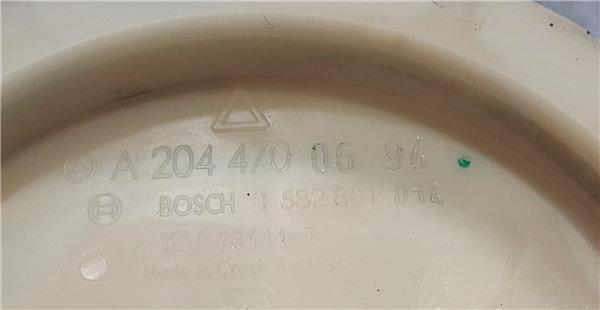 A 204 470 06 94
BOSCH 1 582 881 014
12V
Made in Czech Republic